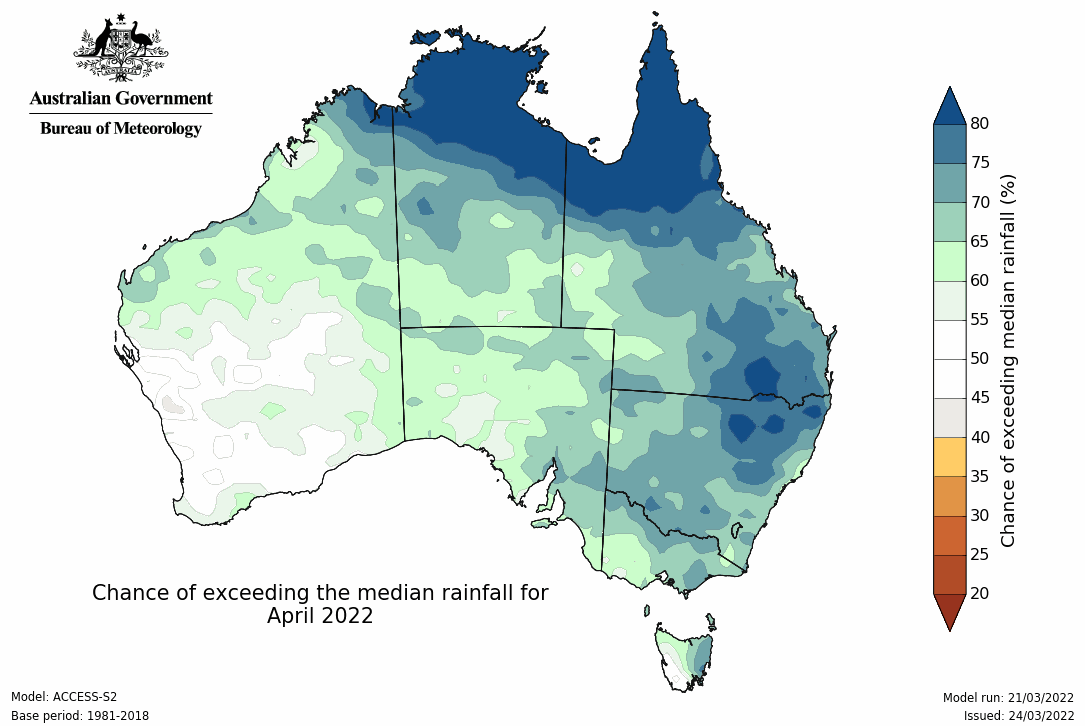 AUSTRALIA
Australian Government
Bureau of Meteorology
80
75
70
65
60
55
50
45
40
35
30
25
20
Chance of exceeding median rainfall (%)
Chance of exceeding the median rainfall for
April 2022
Model: ACCESS-S2
Base period: 1981-2018
Model run: 21/03/2022
Issued: 24/03/2022